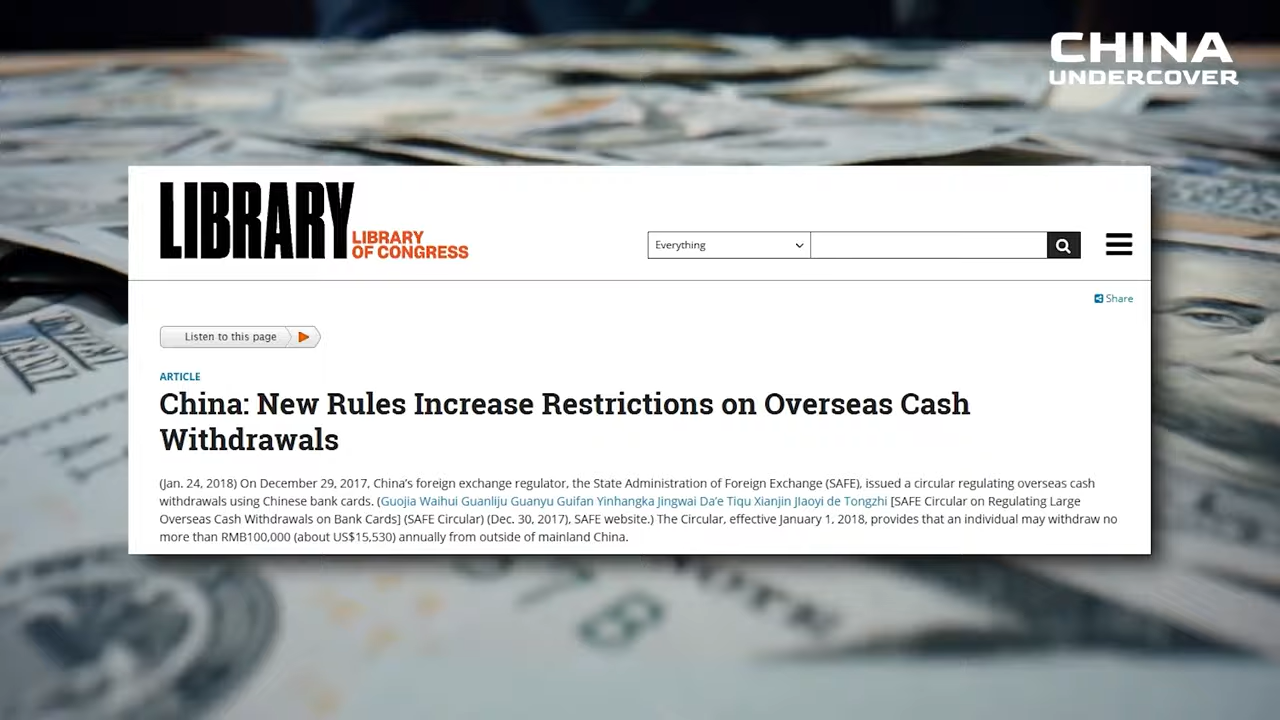 CHINA
UNDERCOVER
LIBRARY
LIBRARY
OF CONGRESS
Everything
Share
Listen to this page
ARTICLE
China: New Rules Increase Restrictions on Overseas Cash
Withdrawals
(Jan. 24, 2018) On December 29, 2017, China's foreign exchange regulator, the State Administration of Foreign Exchange (SAFE), issued a circular regulating overseas cash
withdrawals using Chinese bank cards. (Guojia Waihui Guanliju Guanyu Guifan Yinhangka Jingwai Da'e Tiqu Xianjin JIaoyi de Tongzhi [SAFE Circular on Regulating Large
Overseas Cash Withdrawals on Bank Cards] (SAFE Circular) (Dec. 30, 2017), SAFE website.) The Circular, effective January 1, 2018, provides that an individual may withdraw no
more than RMB100,000 (about US$15,530) annually from outside of mainland China.